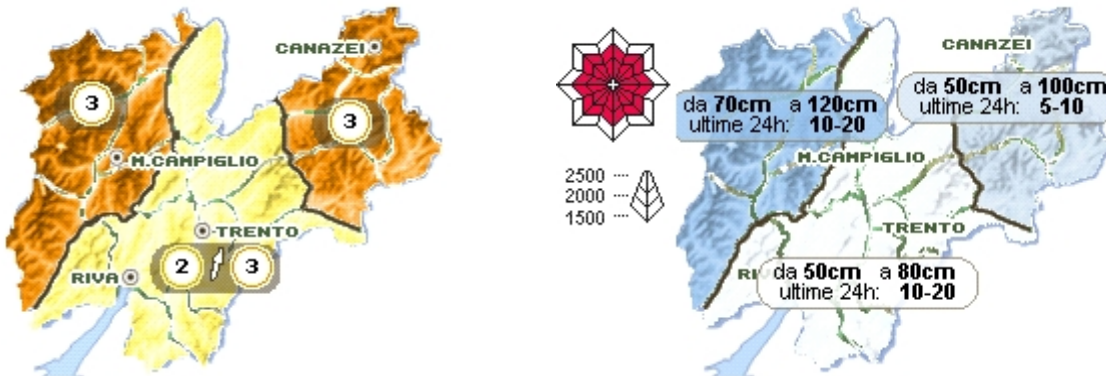 CANAZEI
3
3
M.CAMPIGLIO
TRENTO
RIVA
2 3
CANAZEI
da 70cm a 120cm
ultime 24h: 10-20
da 50cm a 100cm
ultime 24h: 5-10
M.CAMPIGLIO
2500
2000
1500
TRENTO
RI
da 50cm a 80cm
ultime 24h: 10-20